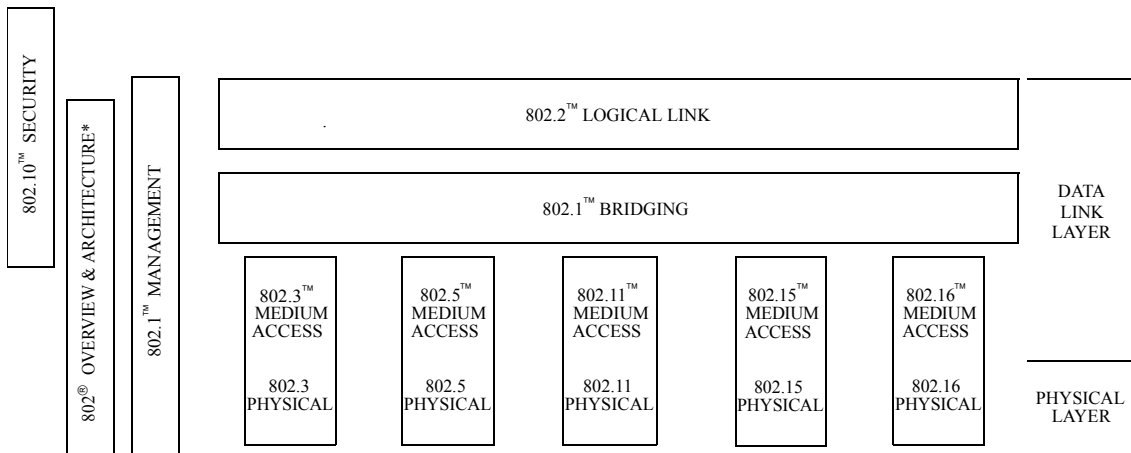 802.10™ SECURITY
802® OVERVIEW & ARCHITECTURE*
802.1™ MANAGEMENT
802.2™ LOGICAL LINK
802.1™ BRIDGING
802.3™
MEDIUM
ACCESS
802.3
PHYSICAL
802.5™
MEDIUM
ACCESS
802.5
PHYSICAL
802.11™
MEDIUM
ACCESS
802.11
PHYSICAL
802.15™
MEDIUM
ACCESS
802.15
PHYSICAL
802.16™
MEDIUM
ACCESS
802.16
PHYSICAL
DATA
LINK
LAYER
PHYSICAL
LAYER